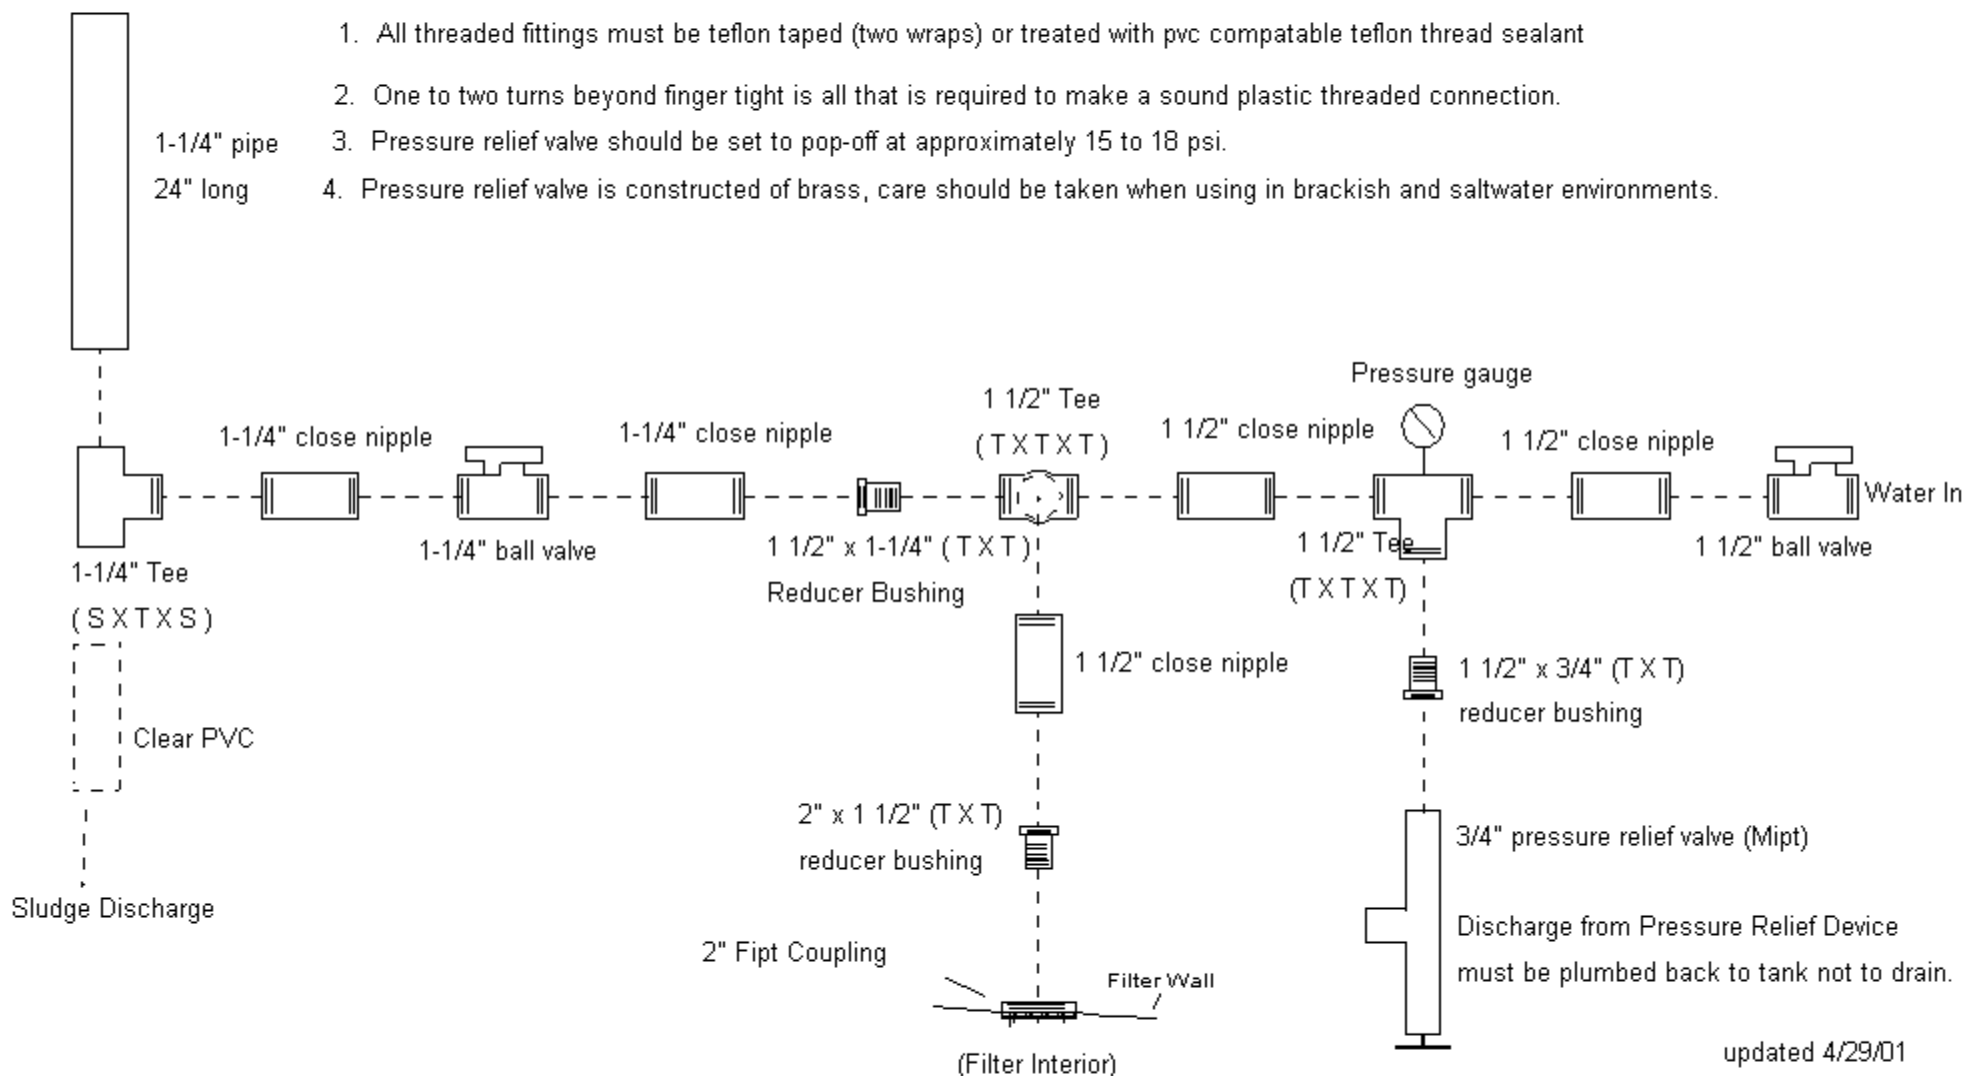 1. All threaded fittings must be teflon taped (two wraps) or treated with pvc compatable teflon thread sealant
2. One to two turns beyond finger tight is all that is required to make a sound plastic threaded connection.
1-1/4" pipe
24" long
3. Pressure relief valve should be set to pop-off at approximately 15 to 18 psi.
4. Pressure relief valve is constructed of brass, care should be taken when using in brackish and saltwater environments.
Pressure gauge
1-1/4" close nipple
1-1/4" close nipple
1 1/2" Tee
( T X T X T )
1 1/2" close nipple
1 1/2" close nipple
Water In
1-1/4" Tee
( S X T X S )
1-1/4" ball valve
1 1/2" x 1-1/4" ( T X T )
Reducer Bushing
1 1/2" Tee
(T X T X T)
1 1/2" ball valve
1 1/2" close nipple
1 1/2" x 3/4" (T X T)
reducer bushing
Clear PVC
Sludge Discharge
2" x 1 1/2" (T X T)
reducer bushing
3/4" pressure relief valve (Mipt)
Discharge from Pressure Relief Device
must be plumbed back to tank not to drain.
2" Fipt Coupling
Filter Wall
(Filter Interior)
updated 4/29/01